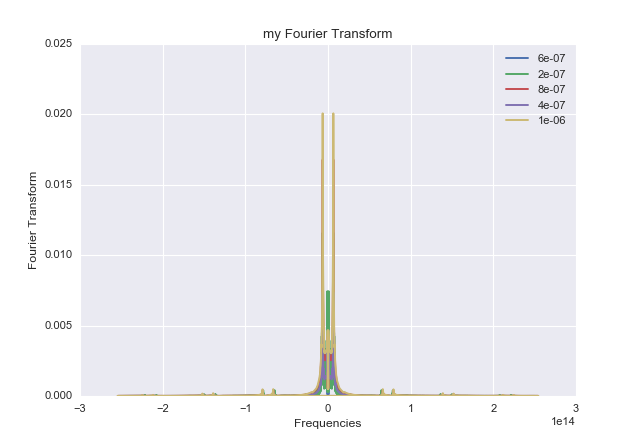 my Fourier Transform
0.025
0.020
0.015
0.010
0.005
0.000
Fourier Transform
6e-07
2e-07
8e-07
4e-07
1e-06
−3 −2 −1 0 1 2 3
1e14
Frequencies